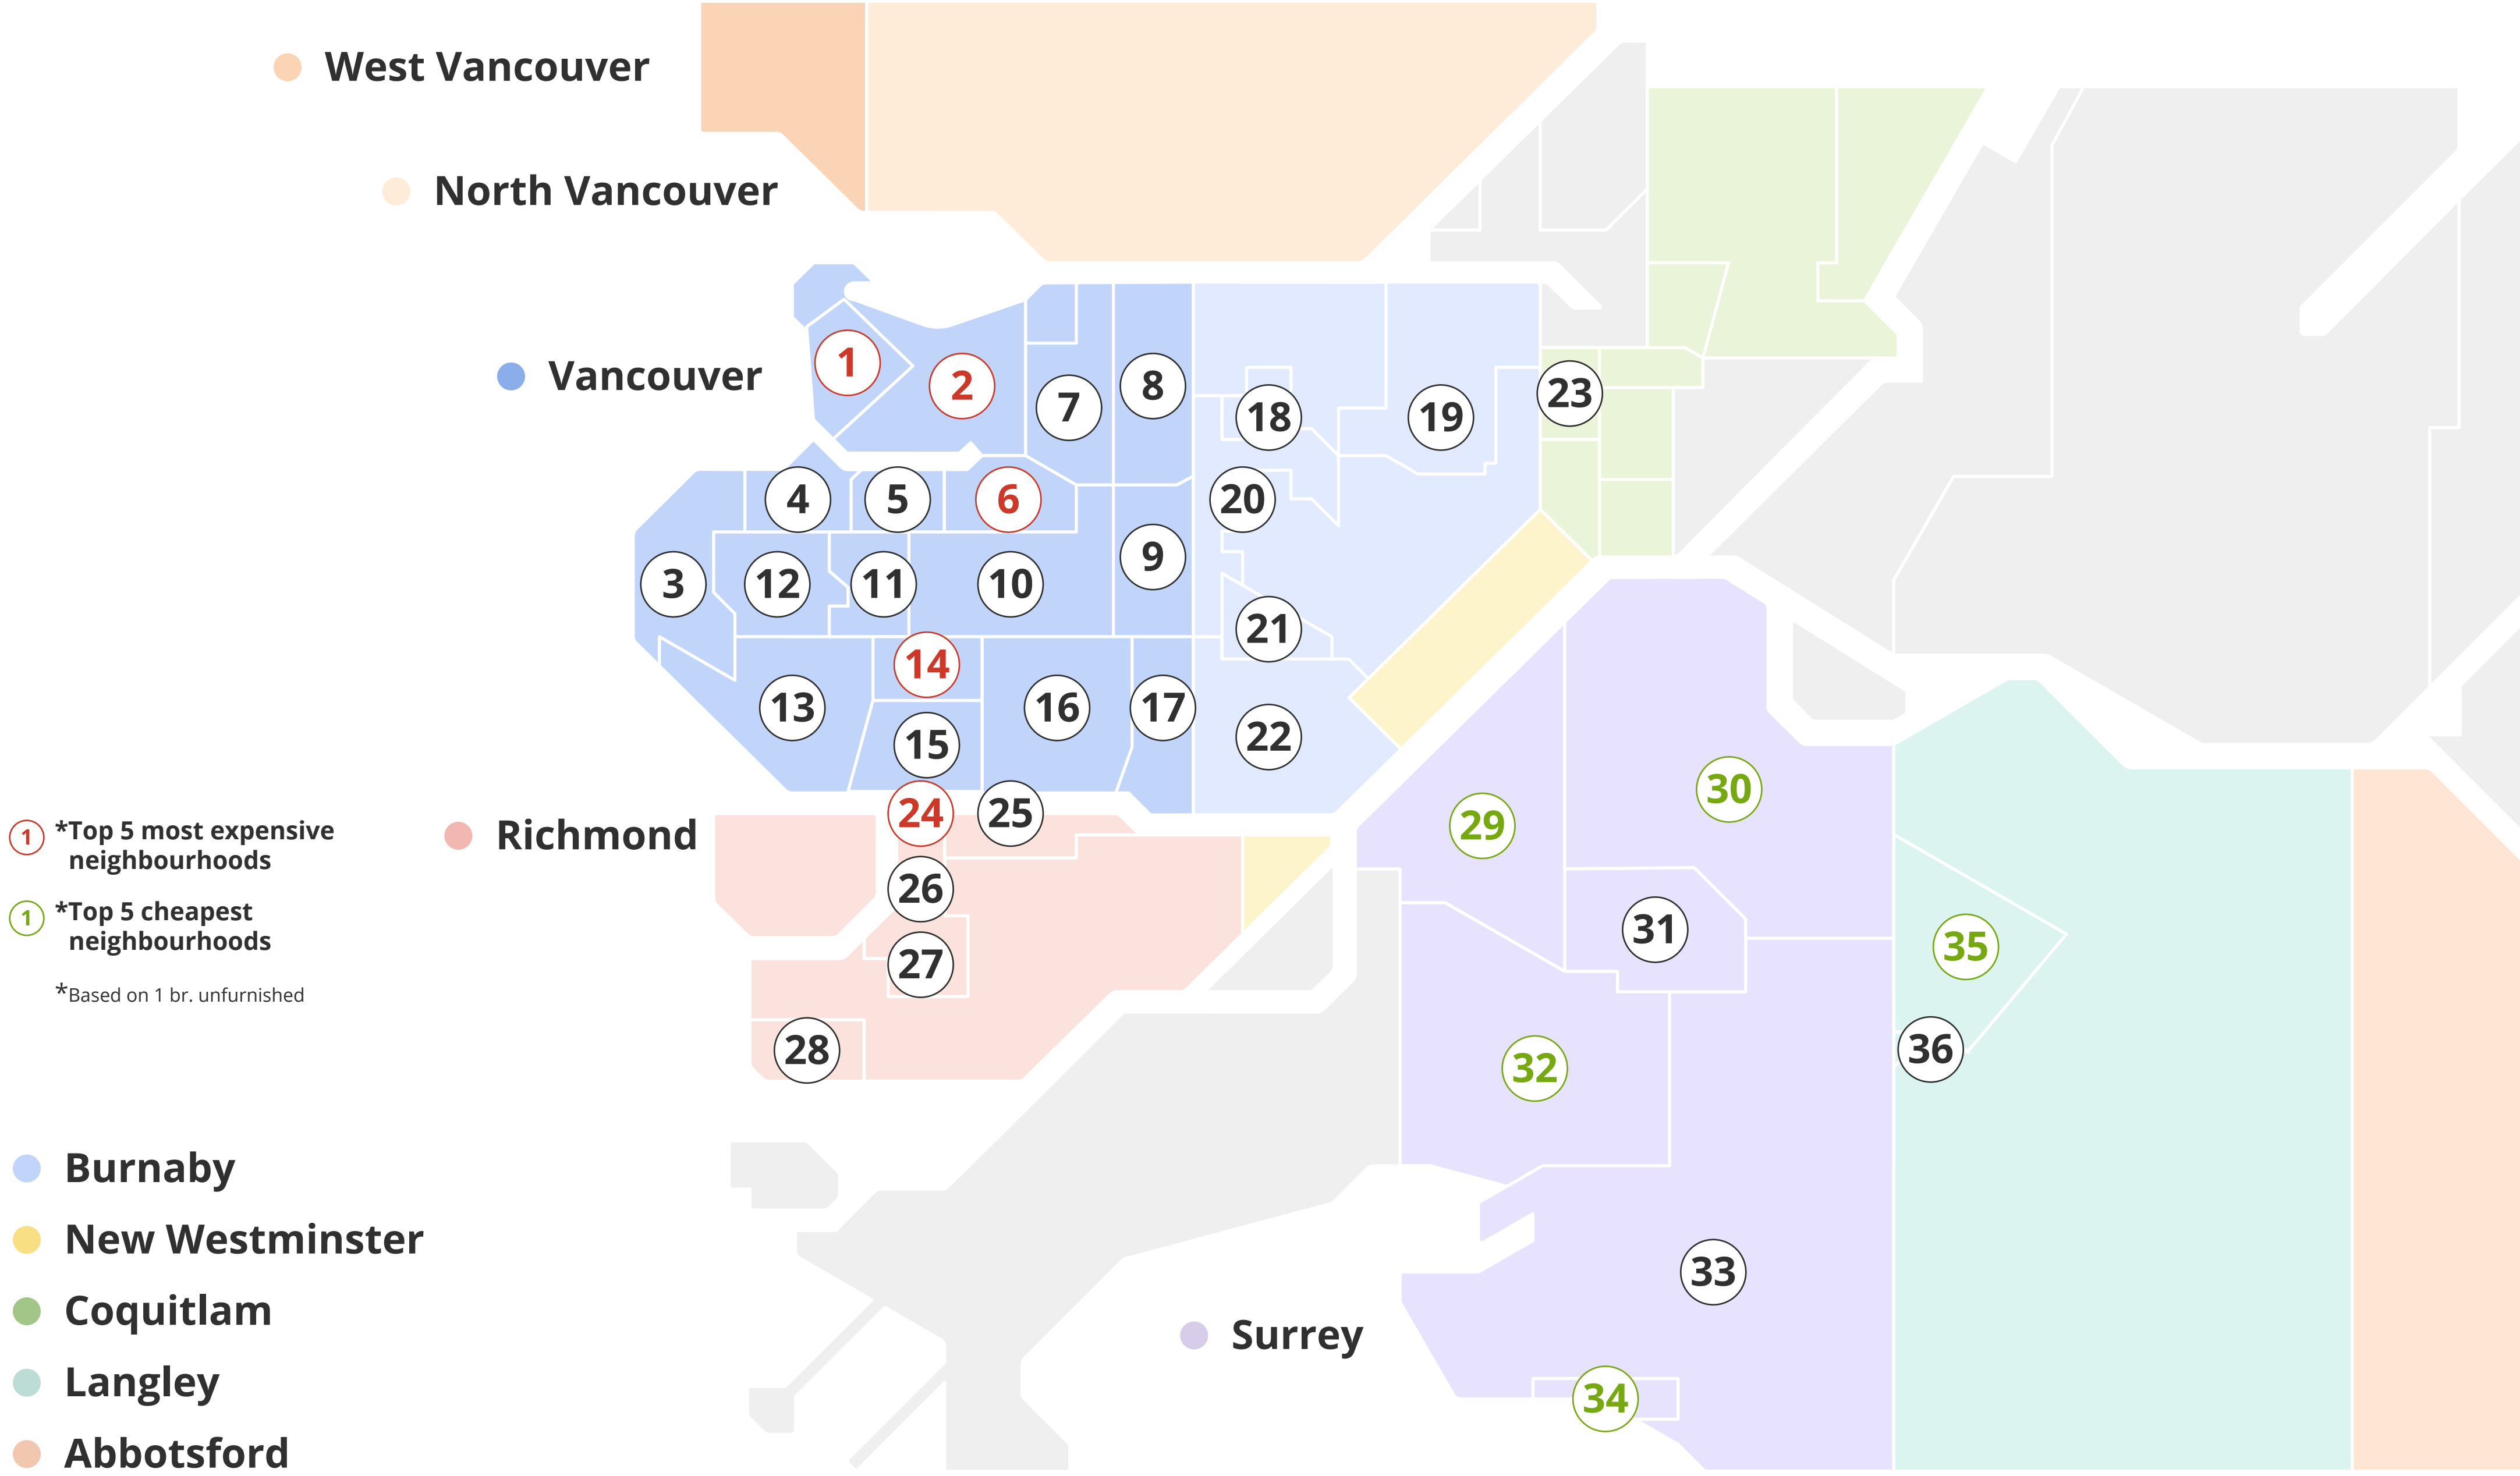 West Vancouver
North Vancouver
Vancouver
1
2
7
8
18
19
23
4
5
6
20
3
12
11
10
9
21
14
13
16
17
15
22
24
25
29
30
Richmond
1 *Top 5 most expensive
neighbourhoods
1 *Top 5 cheapest
neighbourhoods
*Based on 1 br. unfurnished
26
31
27
35
28
32
36
Burnaby
New Westminster
Coquitlam
Langley
Abbotsford
33
Surrey
34